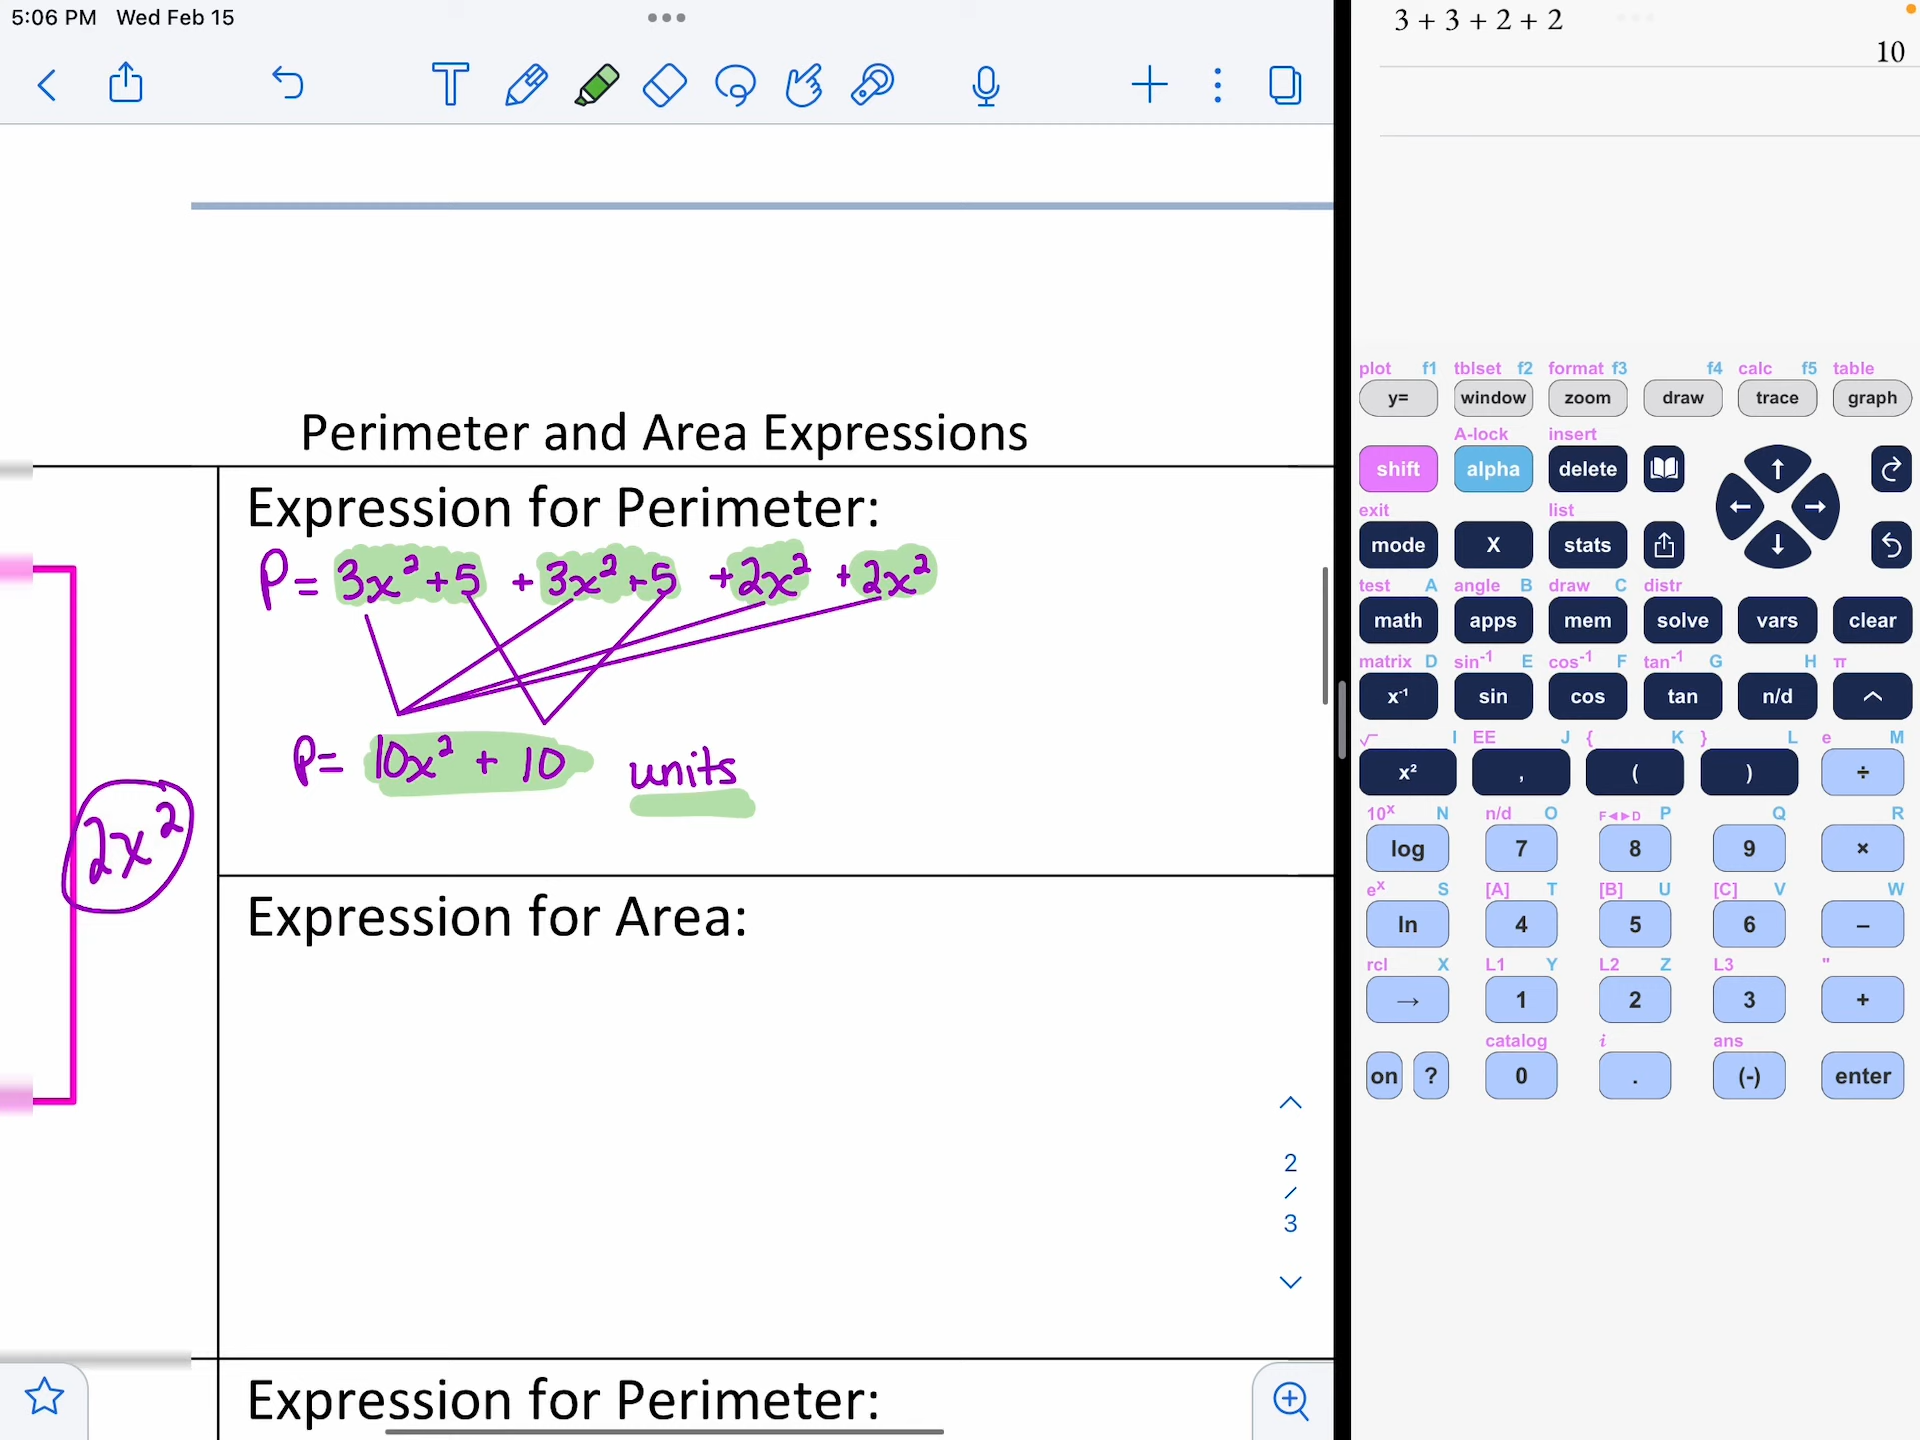 5:06 PM Wed Feb 15
T
Perimeter and Area Expressions
Expression for Perimeter:
P= 3x²+5 + 3x²+5 +2x² +2x²
P= 10x² + 10 units
2x²
Expression for Area:
2
/
3
Expression for Perimeter:
3 + 3 + 2 + 2
10
plot f1 tblset f2 format f3 f4 calc f5 table
y= window zoom draw trace graph
A-lock insert
shift alpha delete
exit list
mode X stats
test A angle B draw C distr
math apps mem solve vars clear
matrix D sin⁻¹ E cos⁻¹ F tan⁻¹ G H π
x⁻¹ sin cos tan n/d ^
√‾ I EE J { K } L e M
x² , ( ) ÷
10ˣ N n/d O F◄►D P Q R
log 7 8 9 ×
eˣ S [A] T [B] U [C] V W
ln 4 5 6 −
rcl X L1 Y L2 Z L3 "
→ 1 2 3 +
catalog i ans
on ? 0 . (-) enter